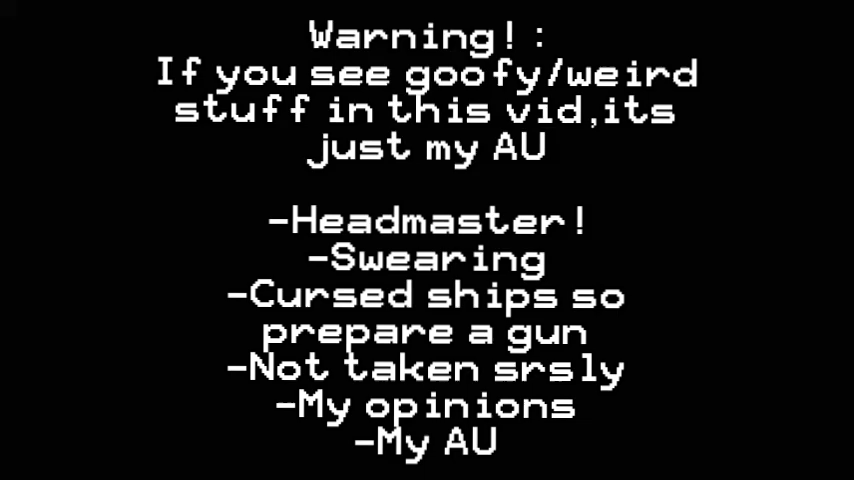 Warning! :
If you see goofy/weird
stuff in this vid,its
just my AU
-Headmaster!
-Swearing
-Cursed ships so
prepare a gun
-Not taken srsly
-My opinions
-My AU